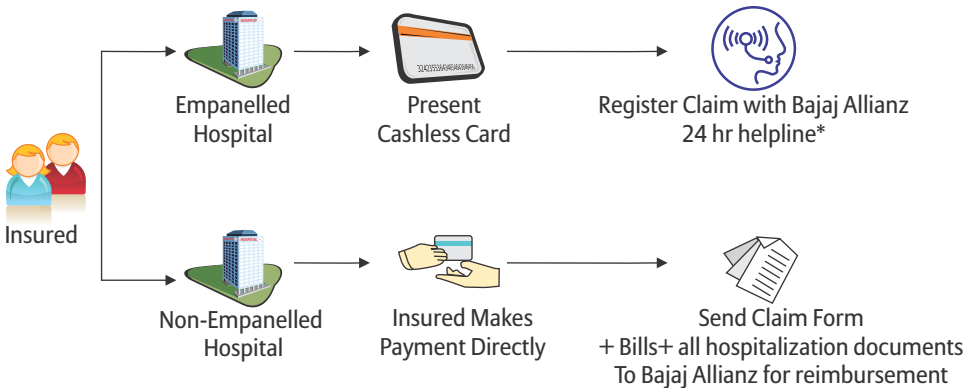 Empanelled
Hospital
Present
Cashless Card
Register Claim with Bajaj Allianz
24 hr helpline*
Insured
Non-Empanelled
Hospital
Insured Makes
Payment Directly
Send Claim Form
+ Bills+ all hospitalization documents
To Bajaj Allianz for reimbursement